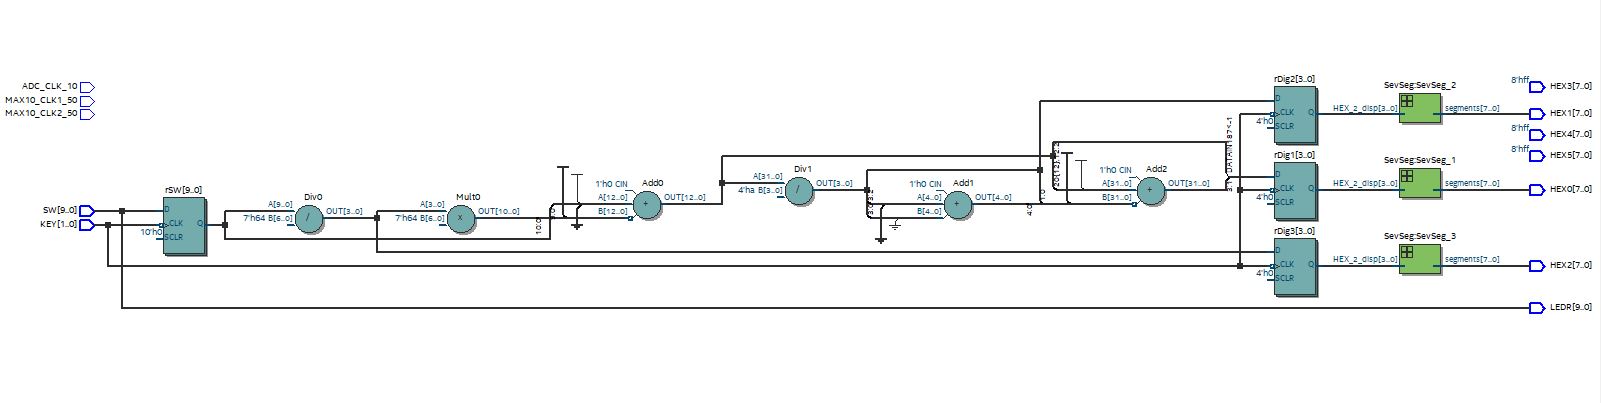 ADC_CLK_10
MAX10_CLK1_50
MAX10_CLK2_50
SW[9..0]
KEY[1..0]
rSW[9..0]
D
CLK
Q
10'h0
SCLR
Div0
A[9..0]
7'h64 B[6..0]
OUT[3..0]
/
Mult0
A[3..0]
7'h64 B[6..0]
OUT[10..0]
x
10:0
Add0
1'h0 CIN
A[12..0]
B[12..0]
OUT[12..0]
+
Div1
A[31..0]
4'ha B[3..0]
OUT[3..0]
/
Add1
1'h0 CIN
A[4..0]
B[4..0]
OUT[4..0]
+
4:0
Add2
1'h0 CIN
A[31..0]
B[31..0]
OUT[31..0]
+
rDig2[3..0]
D
CLK
Q
4'h0
SCLR
HEX_2_disp[3..0]
SevSeg:SevSeg_2
segments[7..0]
rDig1[3..0]
D
CLK
Q
4'h0
SCLR
HEX_2_disp[3..0]
SevSeg:SevSeg_1
segments[7..0]
rDig3[3..0]
D
CLK
Q
4'h0
SCLR
HEX_2_disp[3..0]
SevSeg:SevSeg_3
segments[7..0]
8'hff
HEX3[7..0]
HEX1[7..0]
8'hff
HEX4[7..0]
8'hff
HEX5[7..0]
HEX0[7..0]
HEX2[7..0]
LEDR[9..0]